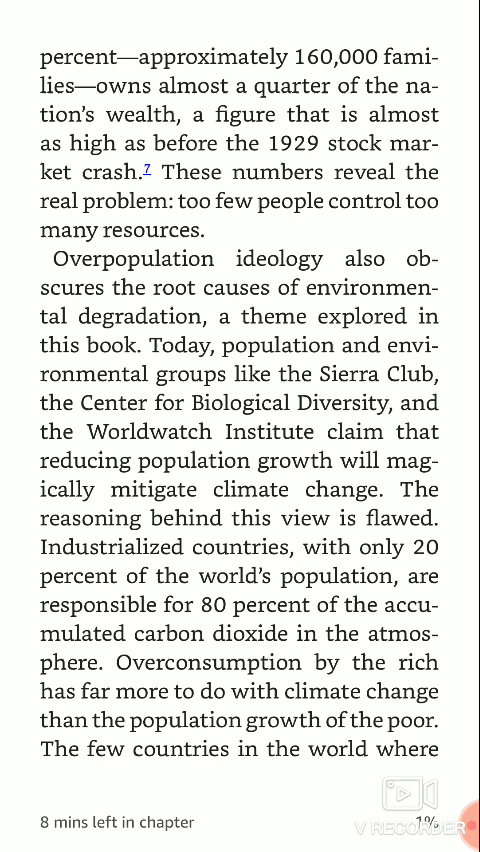 percent—approximately 160,000 fami-
lies—owns almost a quarter of the na-
tion's wealth, a figure that is almost
as high as before the 1929 stock mar-
ket crash.7 These numbers reveal the
real problem: too few people control too
many resources.
Overpopulation ideology also ob-
scures the root causes of environmen-
tal degradation, a theme explored in
this book. Today, population and envi-
ronmental groups like the Sierra Club,
the Center for Biological Diversity, and
the Worldwatch Institute claim that
reducing population growth will mag-
ically mitigate climate change. The
reasoning behind this view is flawed.
Industrialized countries, with only 20
percent of the world's population, are
responsible for 80 percent of the accu-
mulated carbon dioxide in the atmos-
phere. Overconsumption by the rich
has far more to do with climate change
than the population growth of the poor.
The few countries in the world where
8 mins left in chapter
1%
V RECORDER